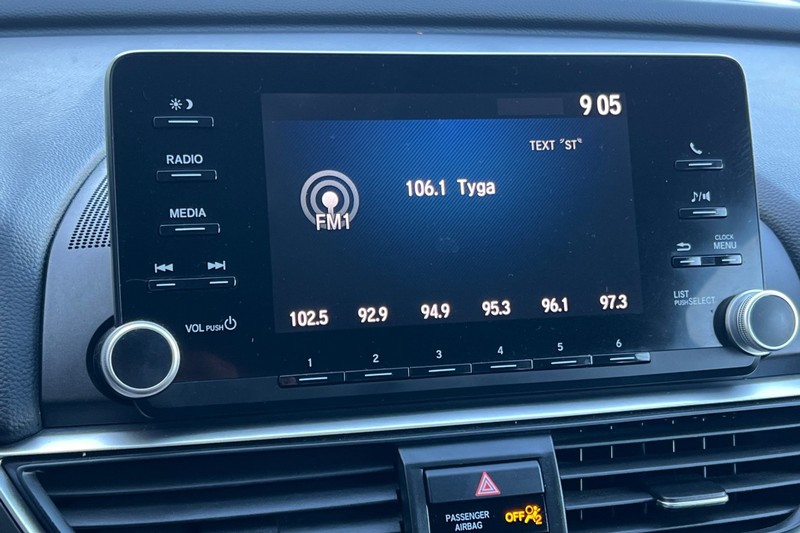 9 05
RADIO
MEDIA
TEXT "ST"
106.1 Tyga
FM1
102.5 92.9 94.9 95.3 96.1 97.3
VOL PUSH
1 2 3 4 5 6
CLOCK
MENU
LIST
PUSH SELECT
PASSENGER
AIRBAG
OFF 2